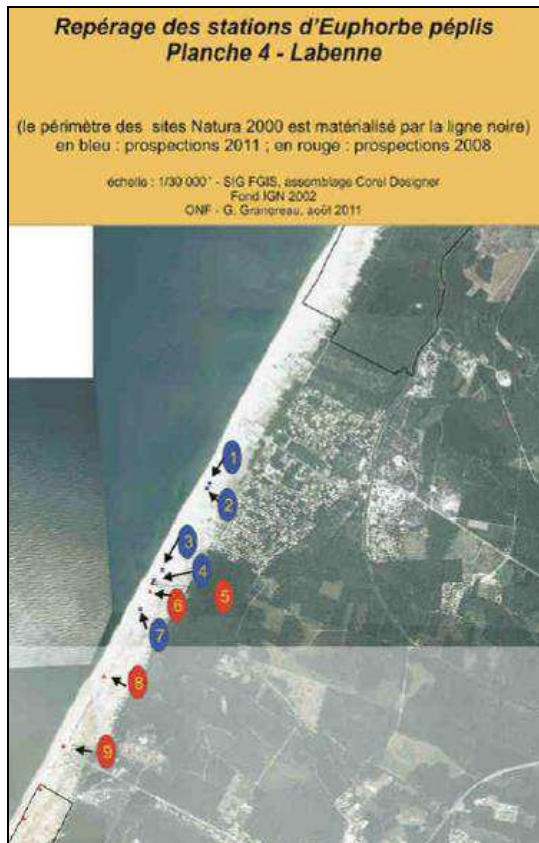 Repérage des stations d'Euphorbe péplis
Planche 4 - Labenne
(le périmètre des sites Natura 2000 est matérialisé par la ligne noire)
en bleu : prospections 2011 ; en rouge : prospections 2008
échelle : 1/30 000° - SIG FGIS, assemblage Corel Designer
Fond IGN 2002
ONF - G. Granereau, août 2011
1
2
3
4
5
6
7
8
9